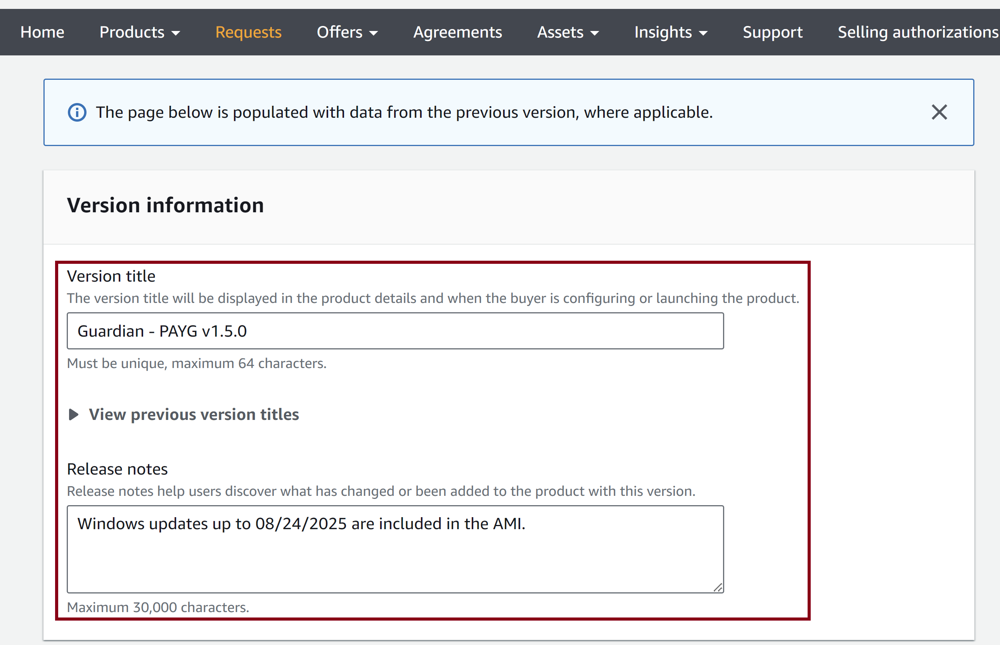 Home Products Requests Offers Agreements Assets Insights Support Selling authorizations
The page below is populated with data from the previous version, where applicable.
Version information
Version title
The version title will be displayed in the product details and when the buyer is configuring or launching the product.
Guardian - PAYG v1.5.0
Must be unique, maximum 64 characters.
View previous version titles
Release notes
Release notes help users discover what has changed or been added to the product with this version.
Windows updates up to 08/24/2025 are included in the AMI.
Maximum 30,000 characters.